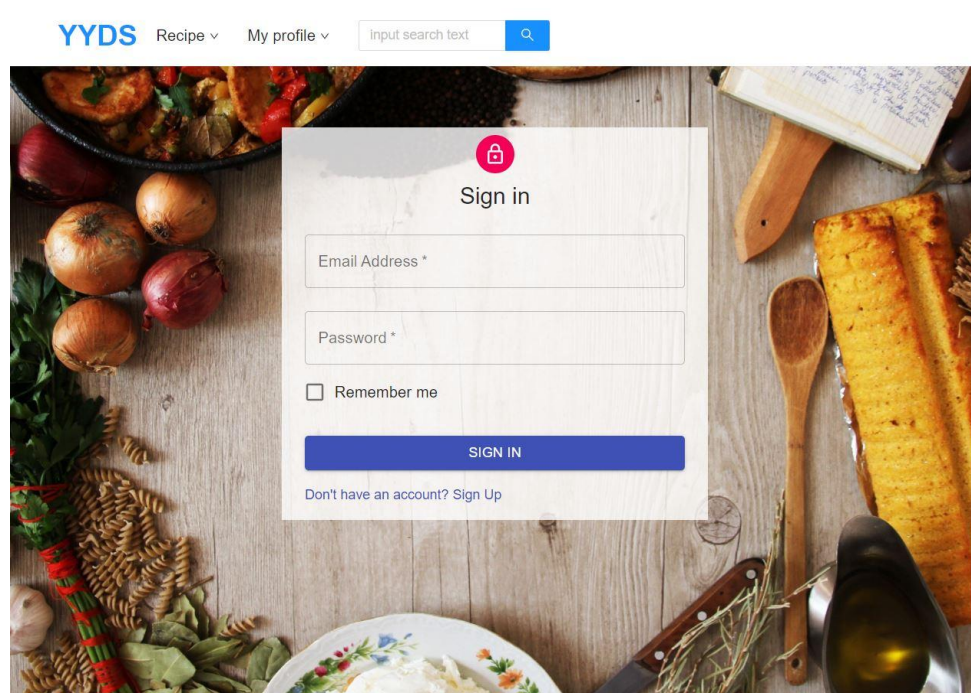 YYDS Recipe My profile input search text
Sign in
Email Address *
Password *
Remember me
SIGN IN
Don't have an account? Sign Up